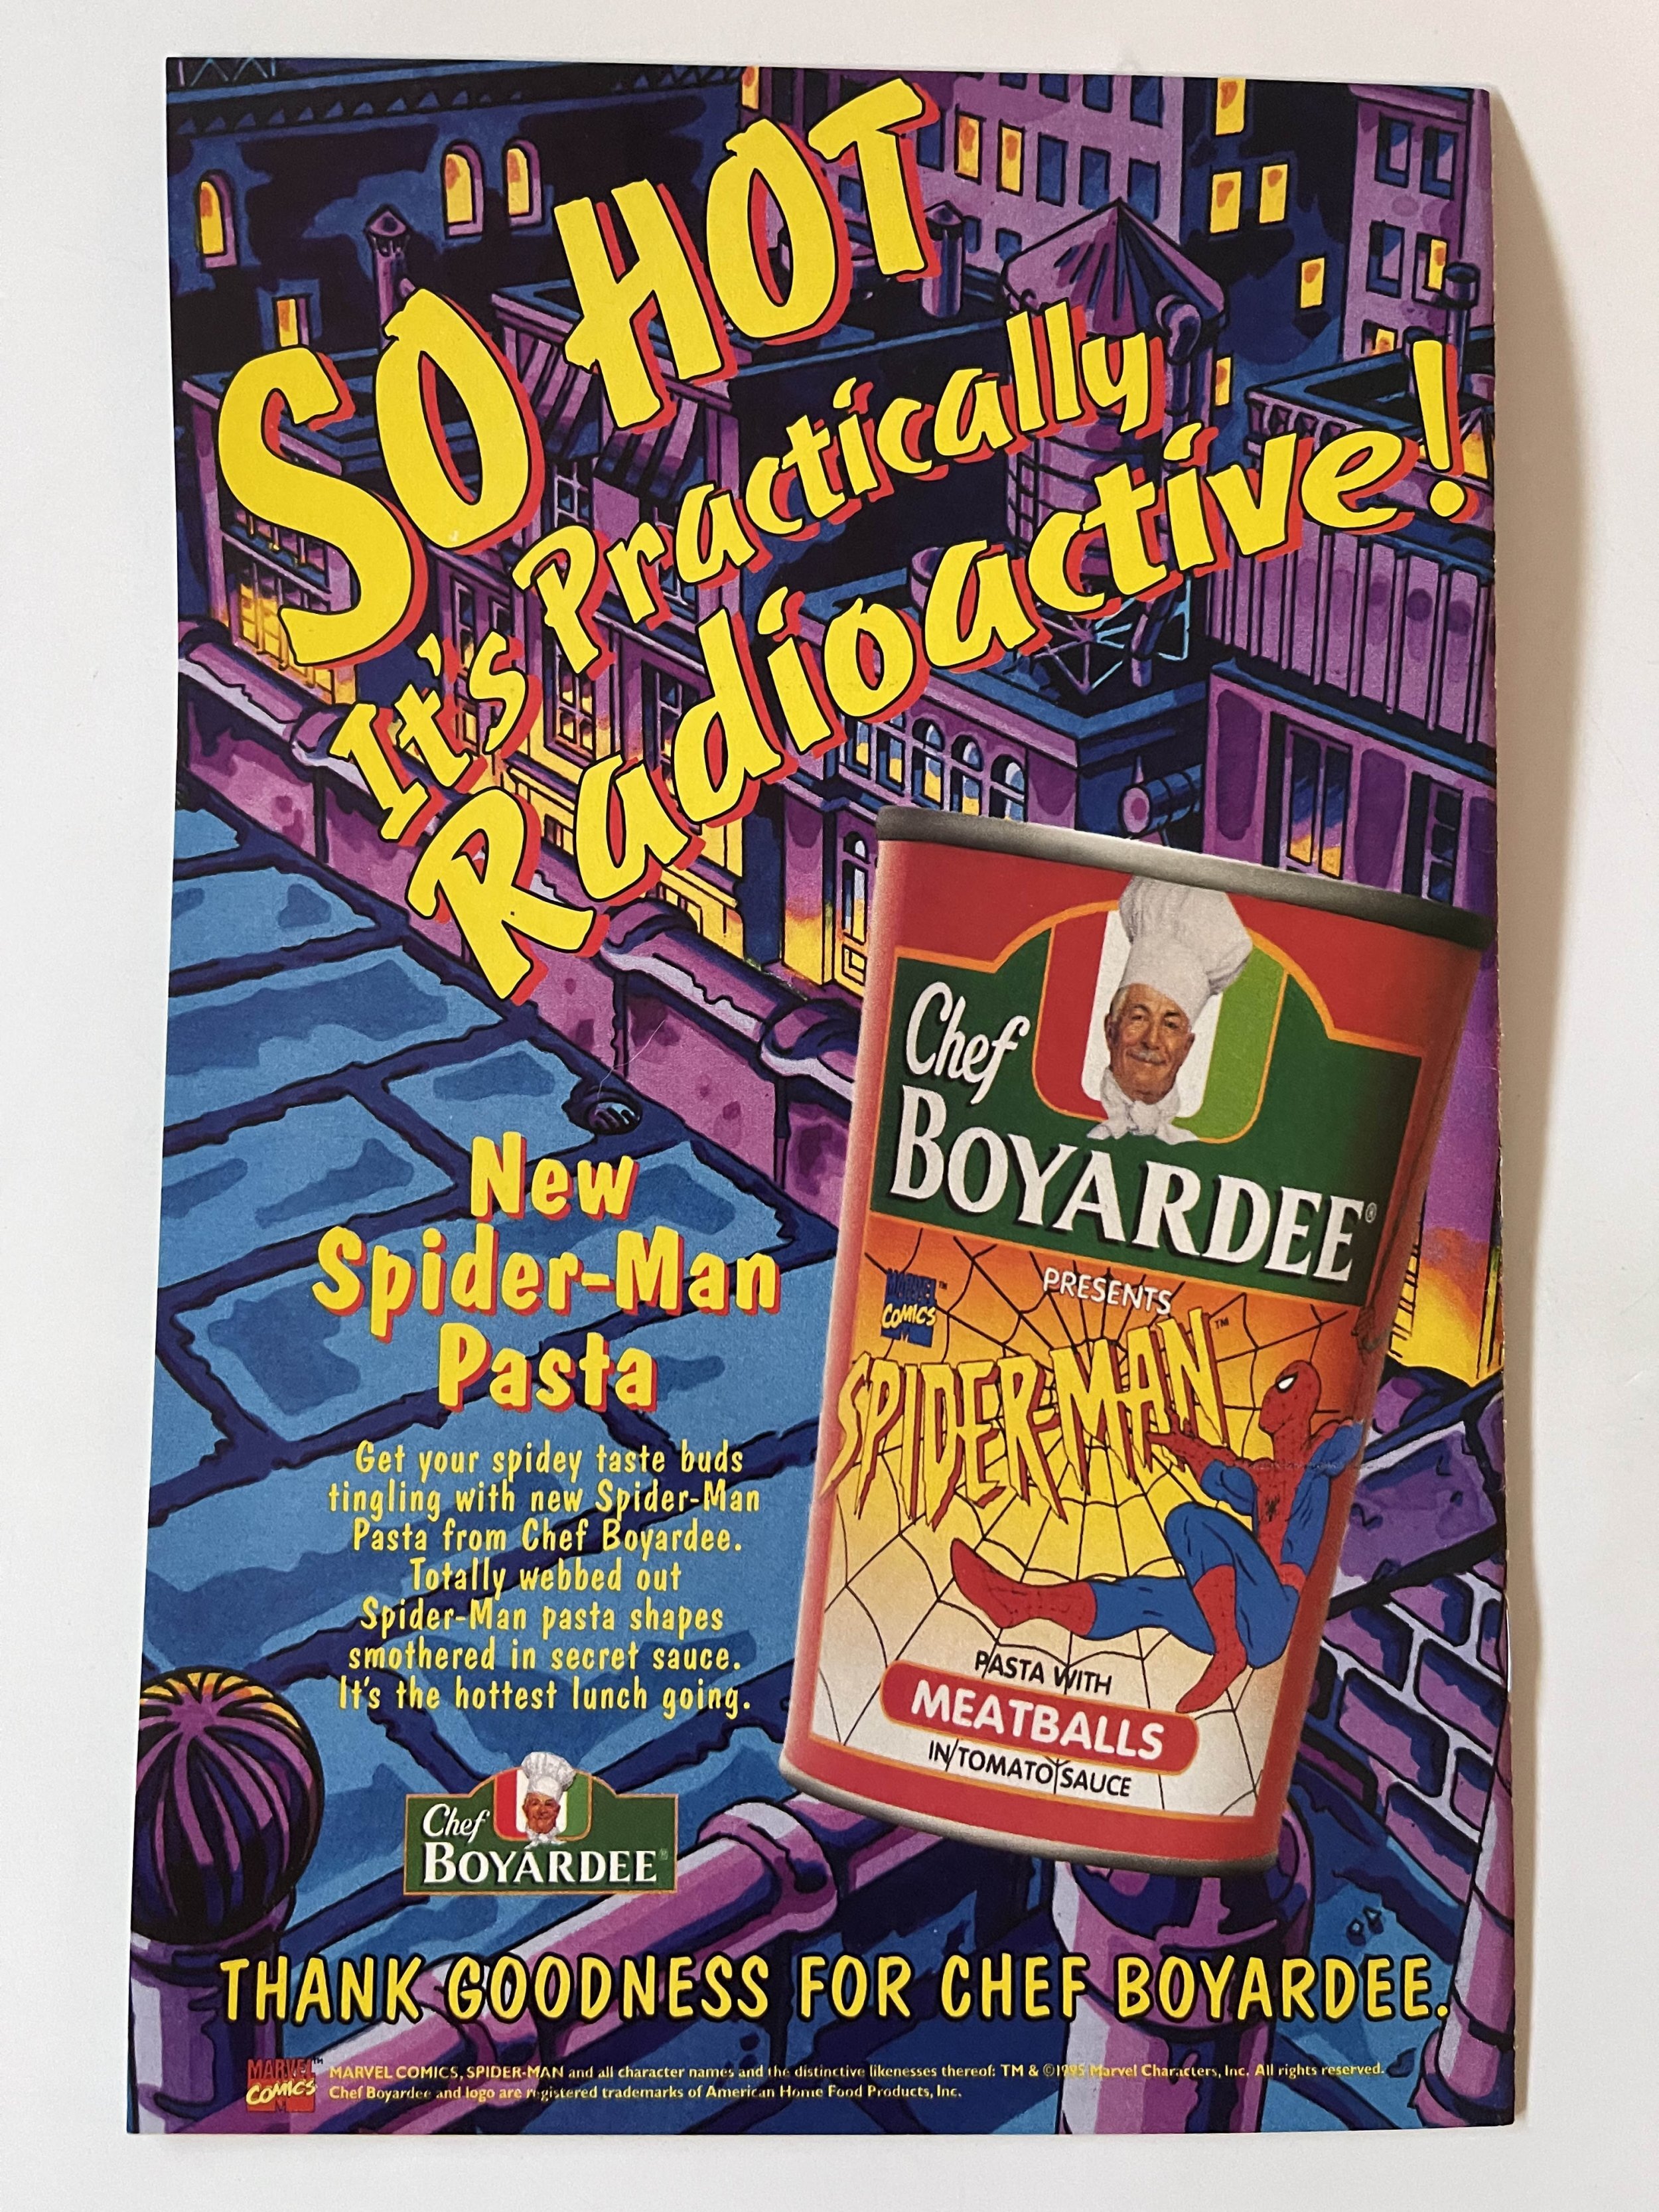 SO HOT
It's Practically
Radioactive!
Chef
BOYARDEE®
PRESENTS
MARVEL™
COMICS
SPIDER-MAN™
PASTA WITH
MEATBALLS
IN TOMATO SAUCE
New
Spider-Man
Pasta
Get your spidey taste buds
tingling with new Spider-Man
Pasta from Chef Boyardee.
Totally webbed out
Spider-Man pasta shapes
smothered in secret sauce.
It's the hottest lunch going.
Chef
BOYARDEE®
THANK GOODNESS FOR CHEF BOYARDEE.
MARVEL™
COMICS
MARVEL COMICS, SPIDER-MAN and all character names and the distinctive likenesses thereof: TM & ©1995 Marvel Characters, Inc. All rights reserved.
Chef Boyardee and logo are registered trademarks of American Home Food Products, Inc.